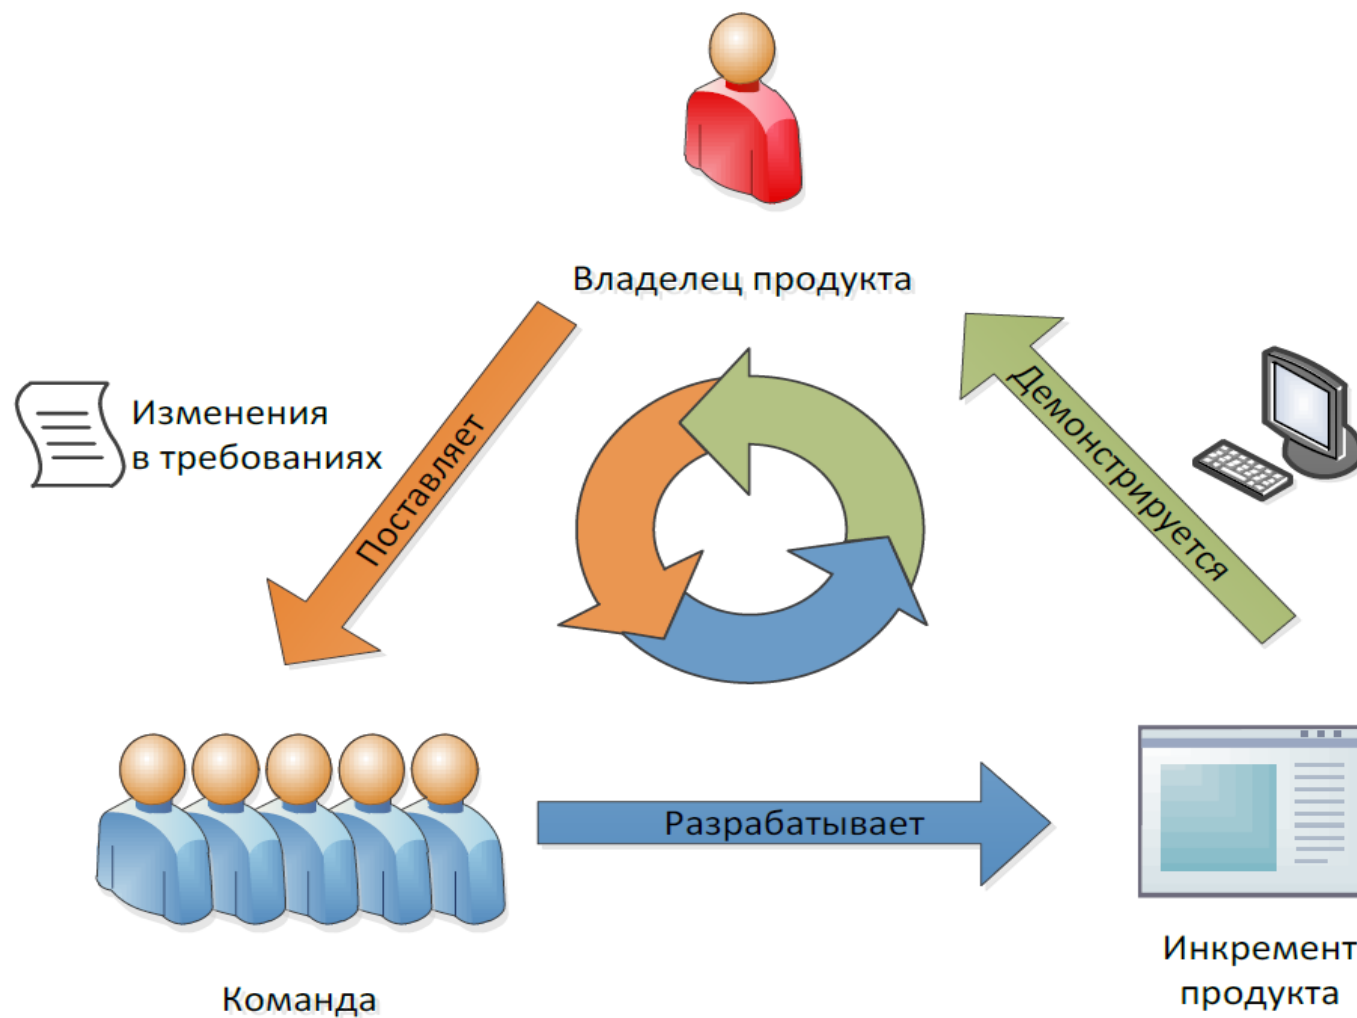 Владелец продукта
Изменения
в требованиях
Поставляет
Демонстрируется
Разрабатывает
Команда
Инкремент
продукта